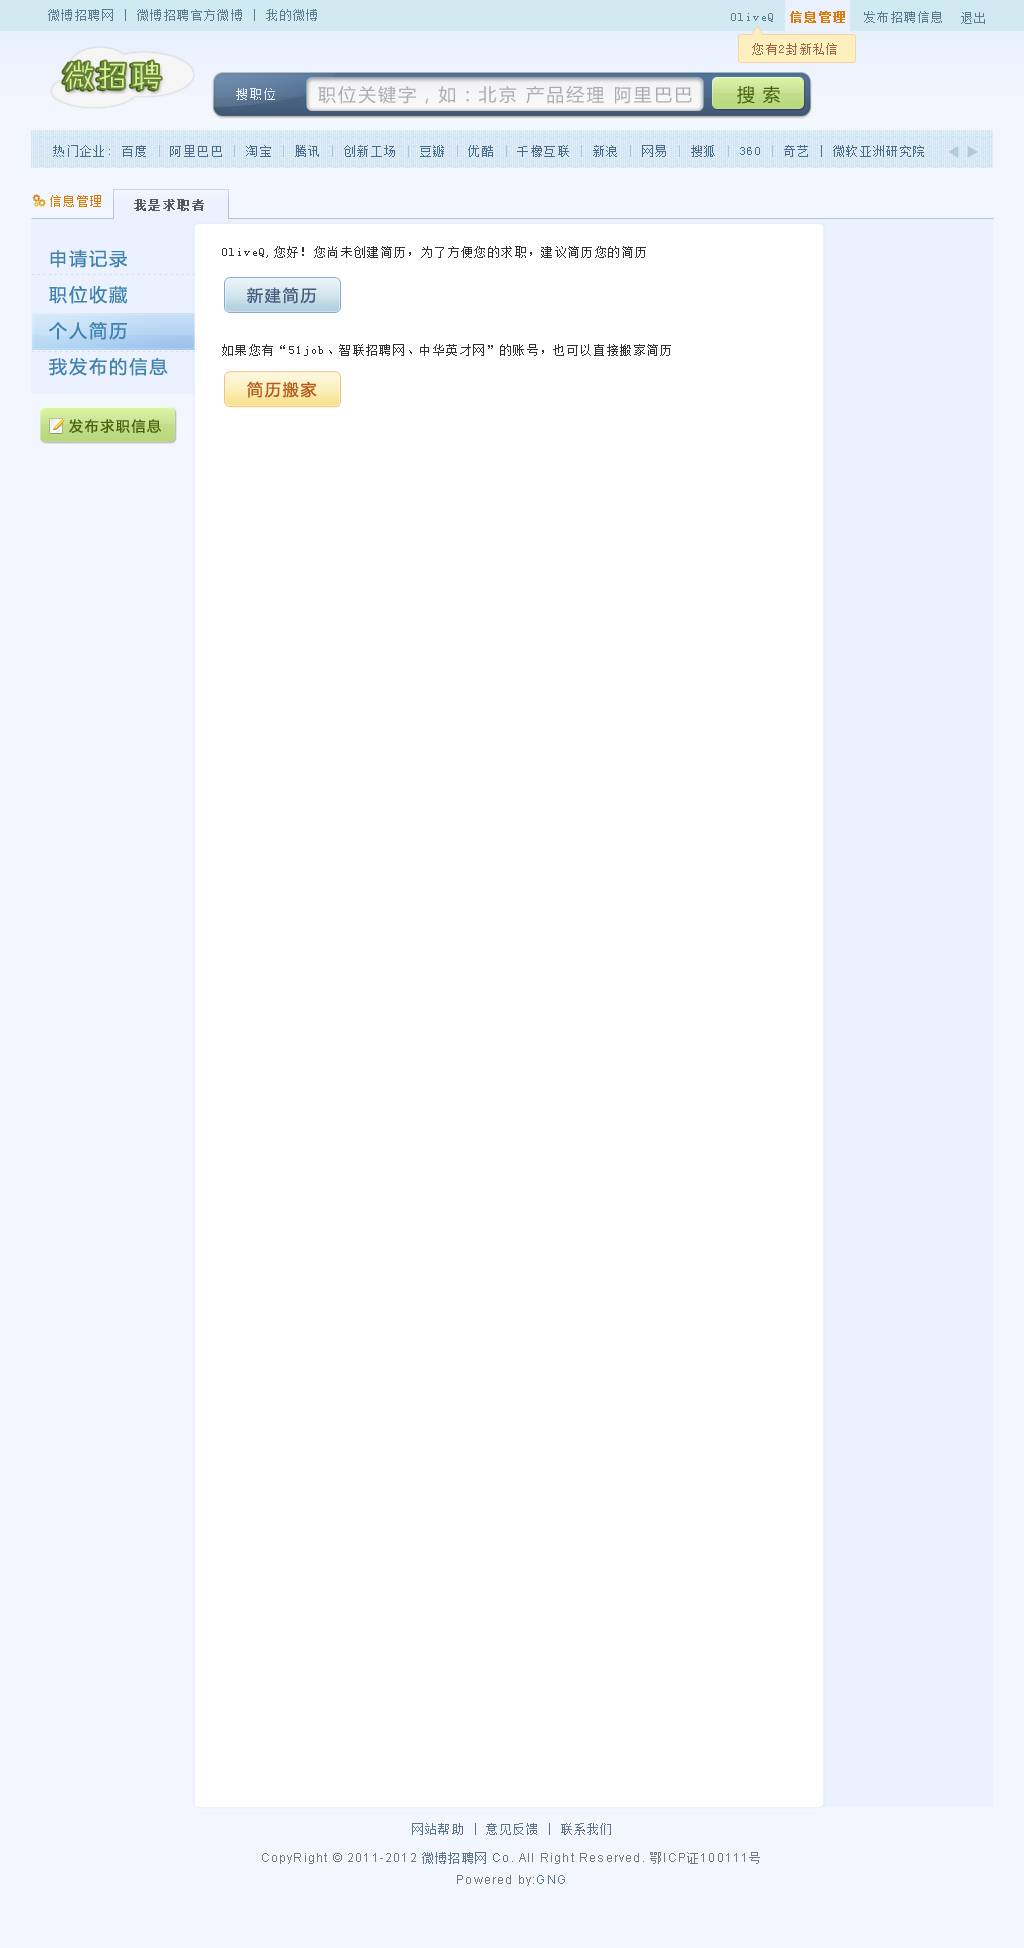 微博招聘网 | 微博招聘官方微博 | 我的微博
OliveQ 信息管理 发布招聘信息 退出
您有2封新私信
微招聘
搜职位 职位关键字，如：北京 产品经理 阿里巴巴 搜 索
热门企业： 百度 | 阿里巴巴 | 淘宝 | 腾讯 | 创新工场 | 豆瓣 | 优酷 | 千橡互联 | 新浪 | 网易 | 搜狐 | 360 | 奇艺 | 微软亚洲研究院
信息管理 我是求职者
申请记录
职位收藏
个人简历
我发布的信息
发布求职信息
OliveQ,您好！您尚未创建简历，为了方便您的求职，建议简历您的简历
新建简历
如果您有“51job、智联招聘网、中华英才网”的账号，也可以直接搬家简历
简历搬家
网站帮助 | 意见反馈 | 联系我们
CopyRight © 2011-2012 微博招聘网 Co. All Right Reserved. 鄂ICP证100111号
Powered by:GNG